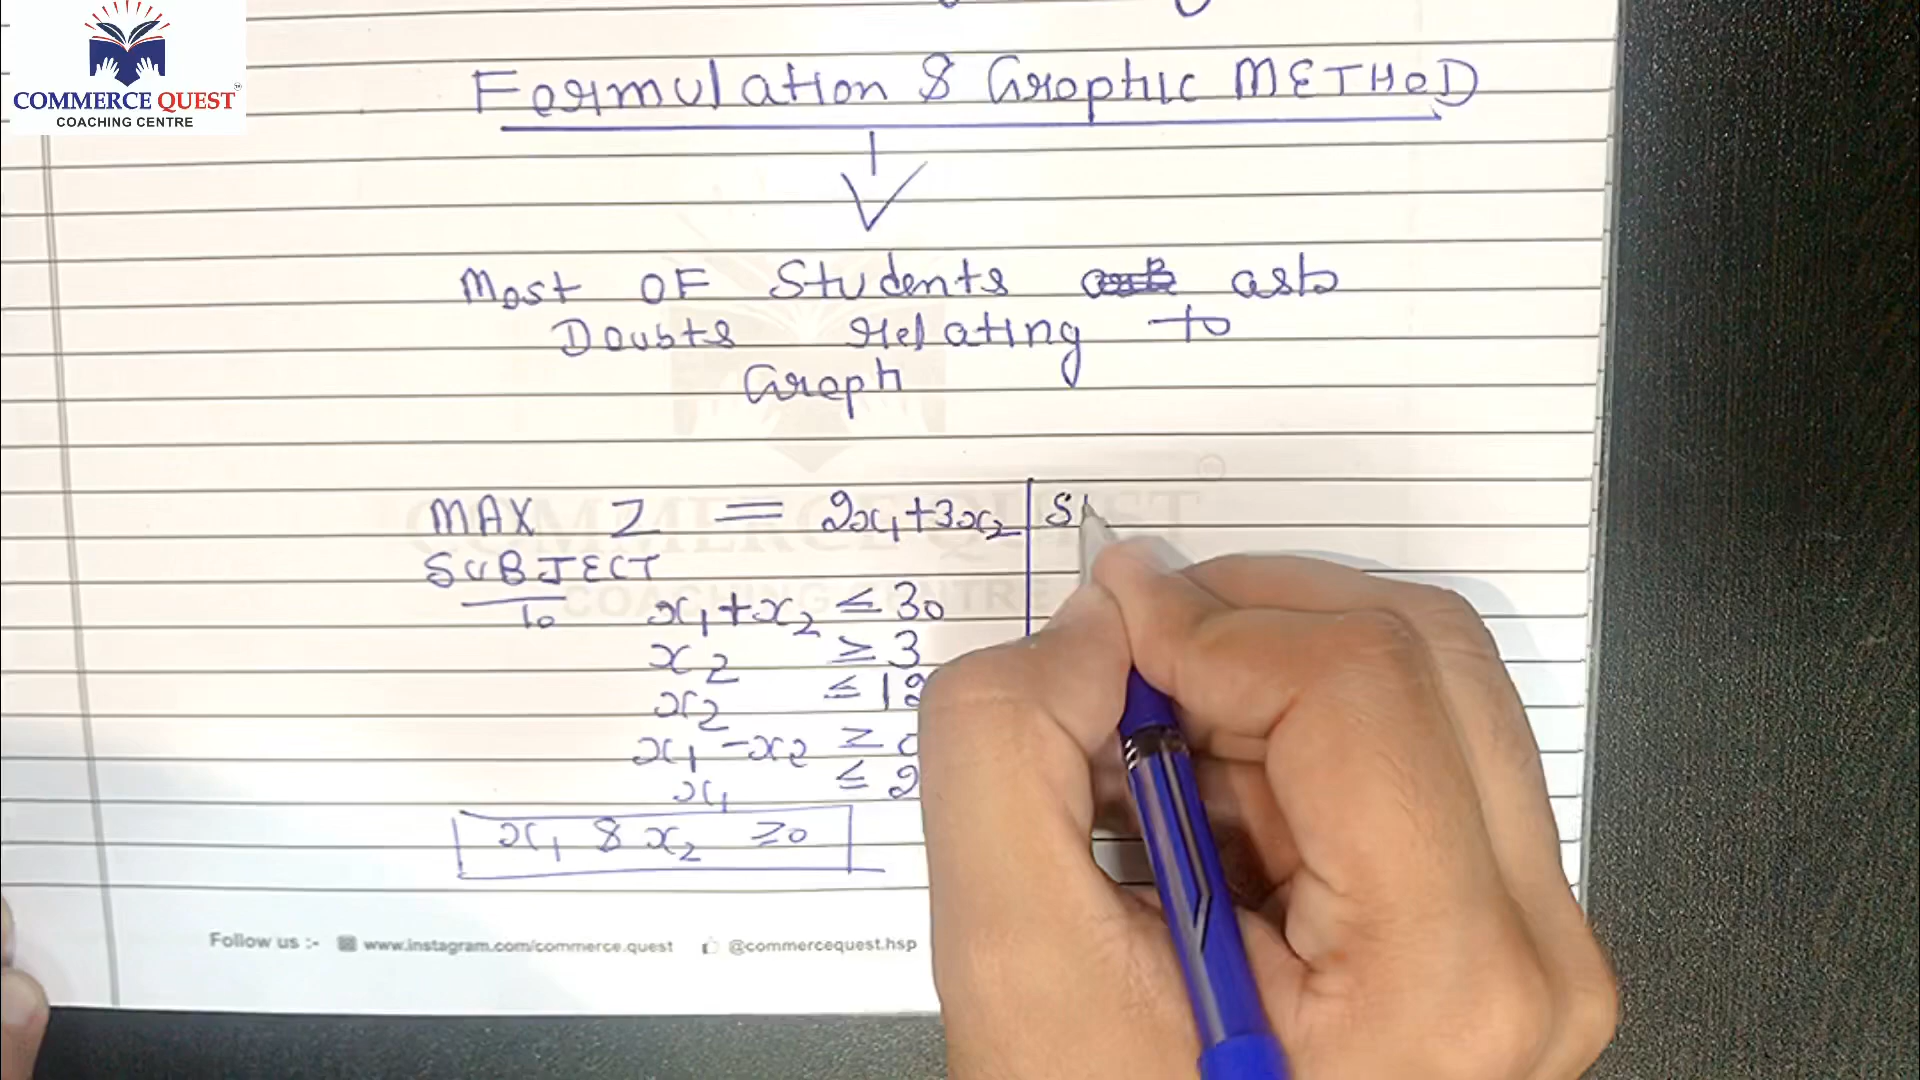 COMMERCE QUEST
COACHING CENTRE
Formulation & Graphic METHOD
Most OF Students ask
Doubts relating to
Graph
MAX Z = 2x₁+3x₂
SUBJECT
To x₁+x₂ ≤ 30
x₂ ≥ 3
x₂ ≤ 12
x₁ -x₂ ≥
x₁ ≤ 2
x₁ & x₂ ≥0
Follow us :- www.instagram.com/commerce.quest @commercequest.hsp